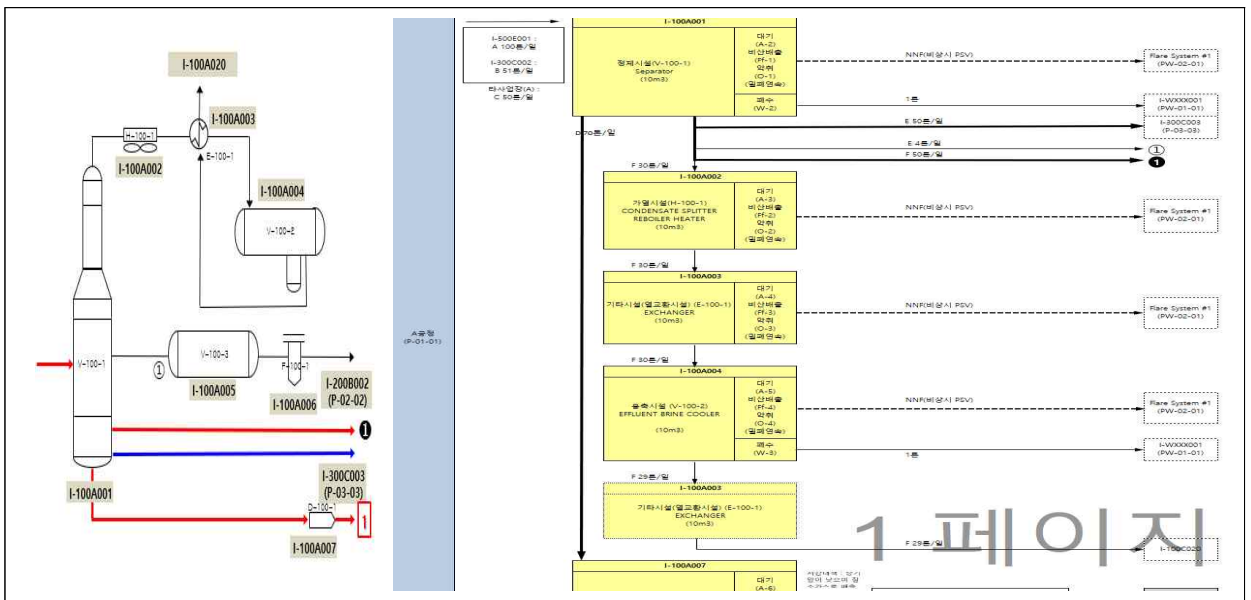 I-100A020
I-100A003
H-100-1
E-100-1
I-100A002
I-100A004
V-100-2
V-100-1
V-100-3
①
F-100-1
I-100A005
I-100A006
I-200B002
(P-02-02)
❶
I-300C003
(P-03-03)
I-100A001
D-100-1
1
I-100A007
A공정
(P-01-01)
I-500E001 :
A 100톤/일
I-300C002 :
B 51톤/일
타사업장(A) :
C 50톤/일
I-100A001
정제시설(V-100-1)
Separator
(10m3)
대기
(A-2)
비산배출
(Ff-1)
악취
(O-1)
(밀폐연속)
폐수
(W-2)
NNF(비상시 PSV)
Flare System #1
(PW-02-01)
1톤
I-WXXX001
(PW-01-01)
D 70톤/일
E 50톤/일
I-300C003
(P-03-03)
E 4톤/일
①
F 50톤/일
❶
F 30톤/일
I-100A002
가열시설(H-100-1)
CONDENSATE SPLITTER
REBOILER HEATER
(10m3)
대기
(A-3)
비산배출
(Ff-2)
악취
(O-2)
(밀폐연속)
NNF(비상시 PSV)
Flare System #1
(PW-02-01)
F 30톤/일
I-100A003
기타시설(열교환시설) (E-100-1)
EXCHANGER
(10m3)
대기
(A-4)
비산배출
(Ff-3)
악취
(O-3)
(밀폐연속)
NNF(비상시 PSV)
Flare System #1
(PW-02-01)
F 30톤/일
I-100A004
응축시설 (V-100-2)
EFFLUENT BRINE COOLER
(10m3)
대기
(A-5)
비산배출
(Ff-4)
악취
(O-4)
(밀폐연속)
폐수
(W-3)
NNF(비상시 PSV)
Flare System #1
(PW-02-01)
1톤
I-WXXX001
(PW-01-01)
F 29톤/일
I-100A003
기타시설(열교환시설) (E-100-1)
EXCHANGER
(10m3)
F 29톤/일
I-100C020
1 페이지
I-100A007
대기
(A-6)